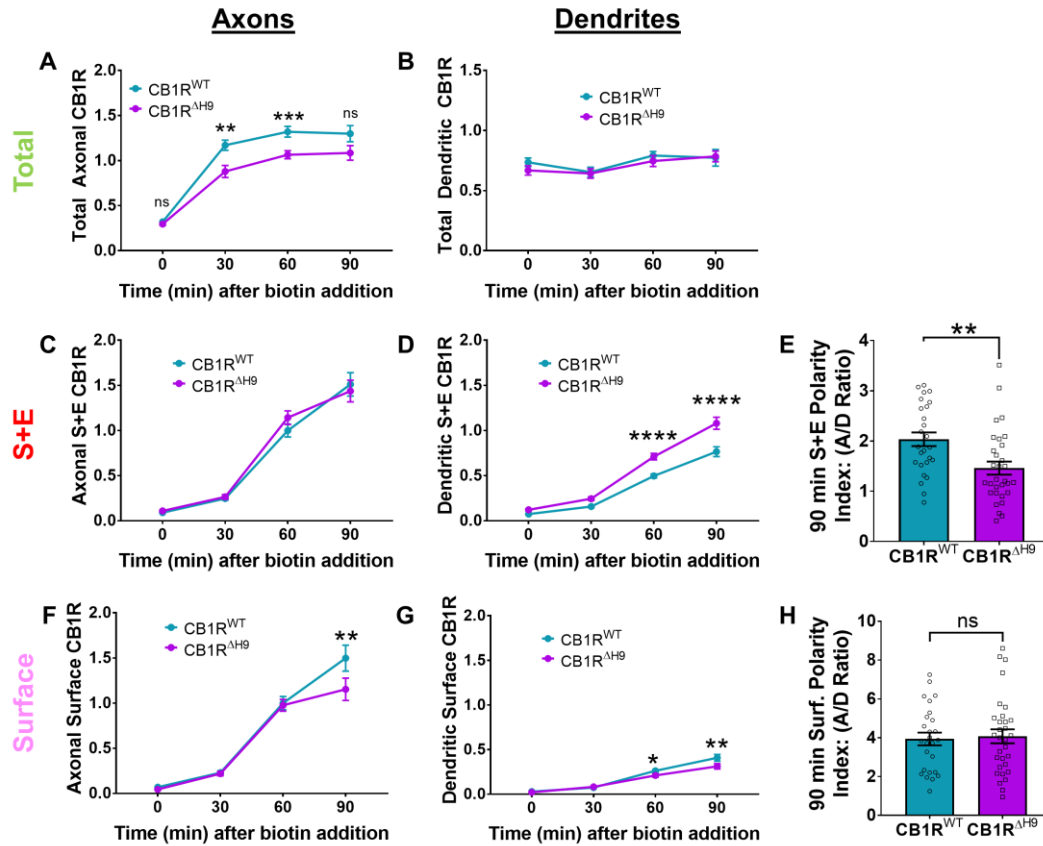 Axons
Dendrites
Total
A
Total Axonal CB1R
2.0
1.5
1.0
0.5
0.0
CB1R^WT
CB1R^ΔH9
ns
**
***
ns
0 30 60 90
Time (min) after biotin addition
B
Total Dendritic CB1R
1.5
1.0
0.5
0.0
CB1R^WT
CB1R^ΔH9
0 30 60 90
Time (min) after biotin addition
S+E
C
Axonal S+E CB1R
2.0
1.5
1.0
0.5
0.0
CB1R^WT
CB1R^ΔH9
0 30 60 90
Time (min) after biotin addition
D
Dendritic S+E CB1R
2.0
1.5
1.0
0.5
0.0
CB1R^WT
CB1R^ΔH9
****
****
0 30 60 90
Time (min) after biotin addition
E
90 min S+E Polarity
Index: (A/D Ratio)
4
3
2
1
0
**
CB1R^WT CB1R^ΔH9
Surface
F
Axonal Surface CB1R
2.0
1.5
1.0
0.5
0.0
CB1R^WT
CB1R^ΔH9
**
0 30 60 90
Time (min) after biotin addition
G
Dendritic Surface CB1R
2.0
1.5
1.0
0.5
0.0
CB1R^WT
CB1R^ΔH9
*
**
0 30 60 90
Time (min) after biotin addition
H
90 min Surf. Polarity
Index: (A/D Ratio)
10
8
6
4
2
0
ns
CB1R^WT CB1R^ΔH9